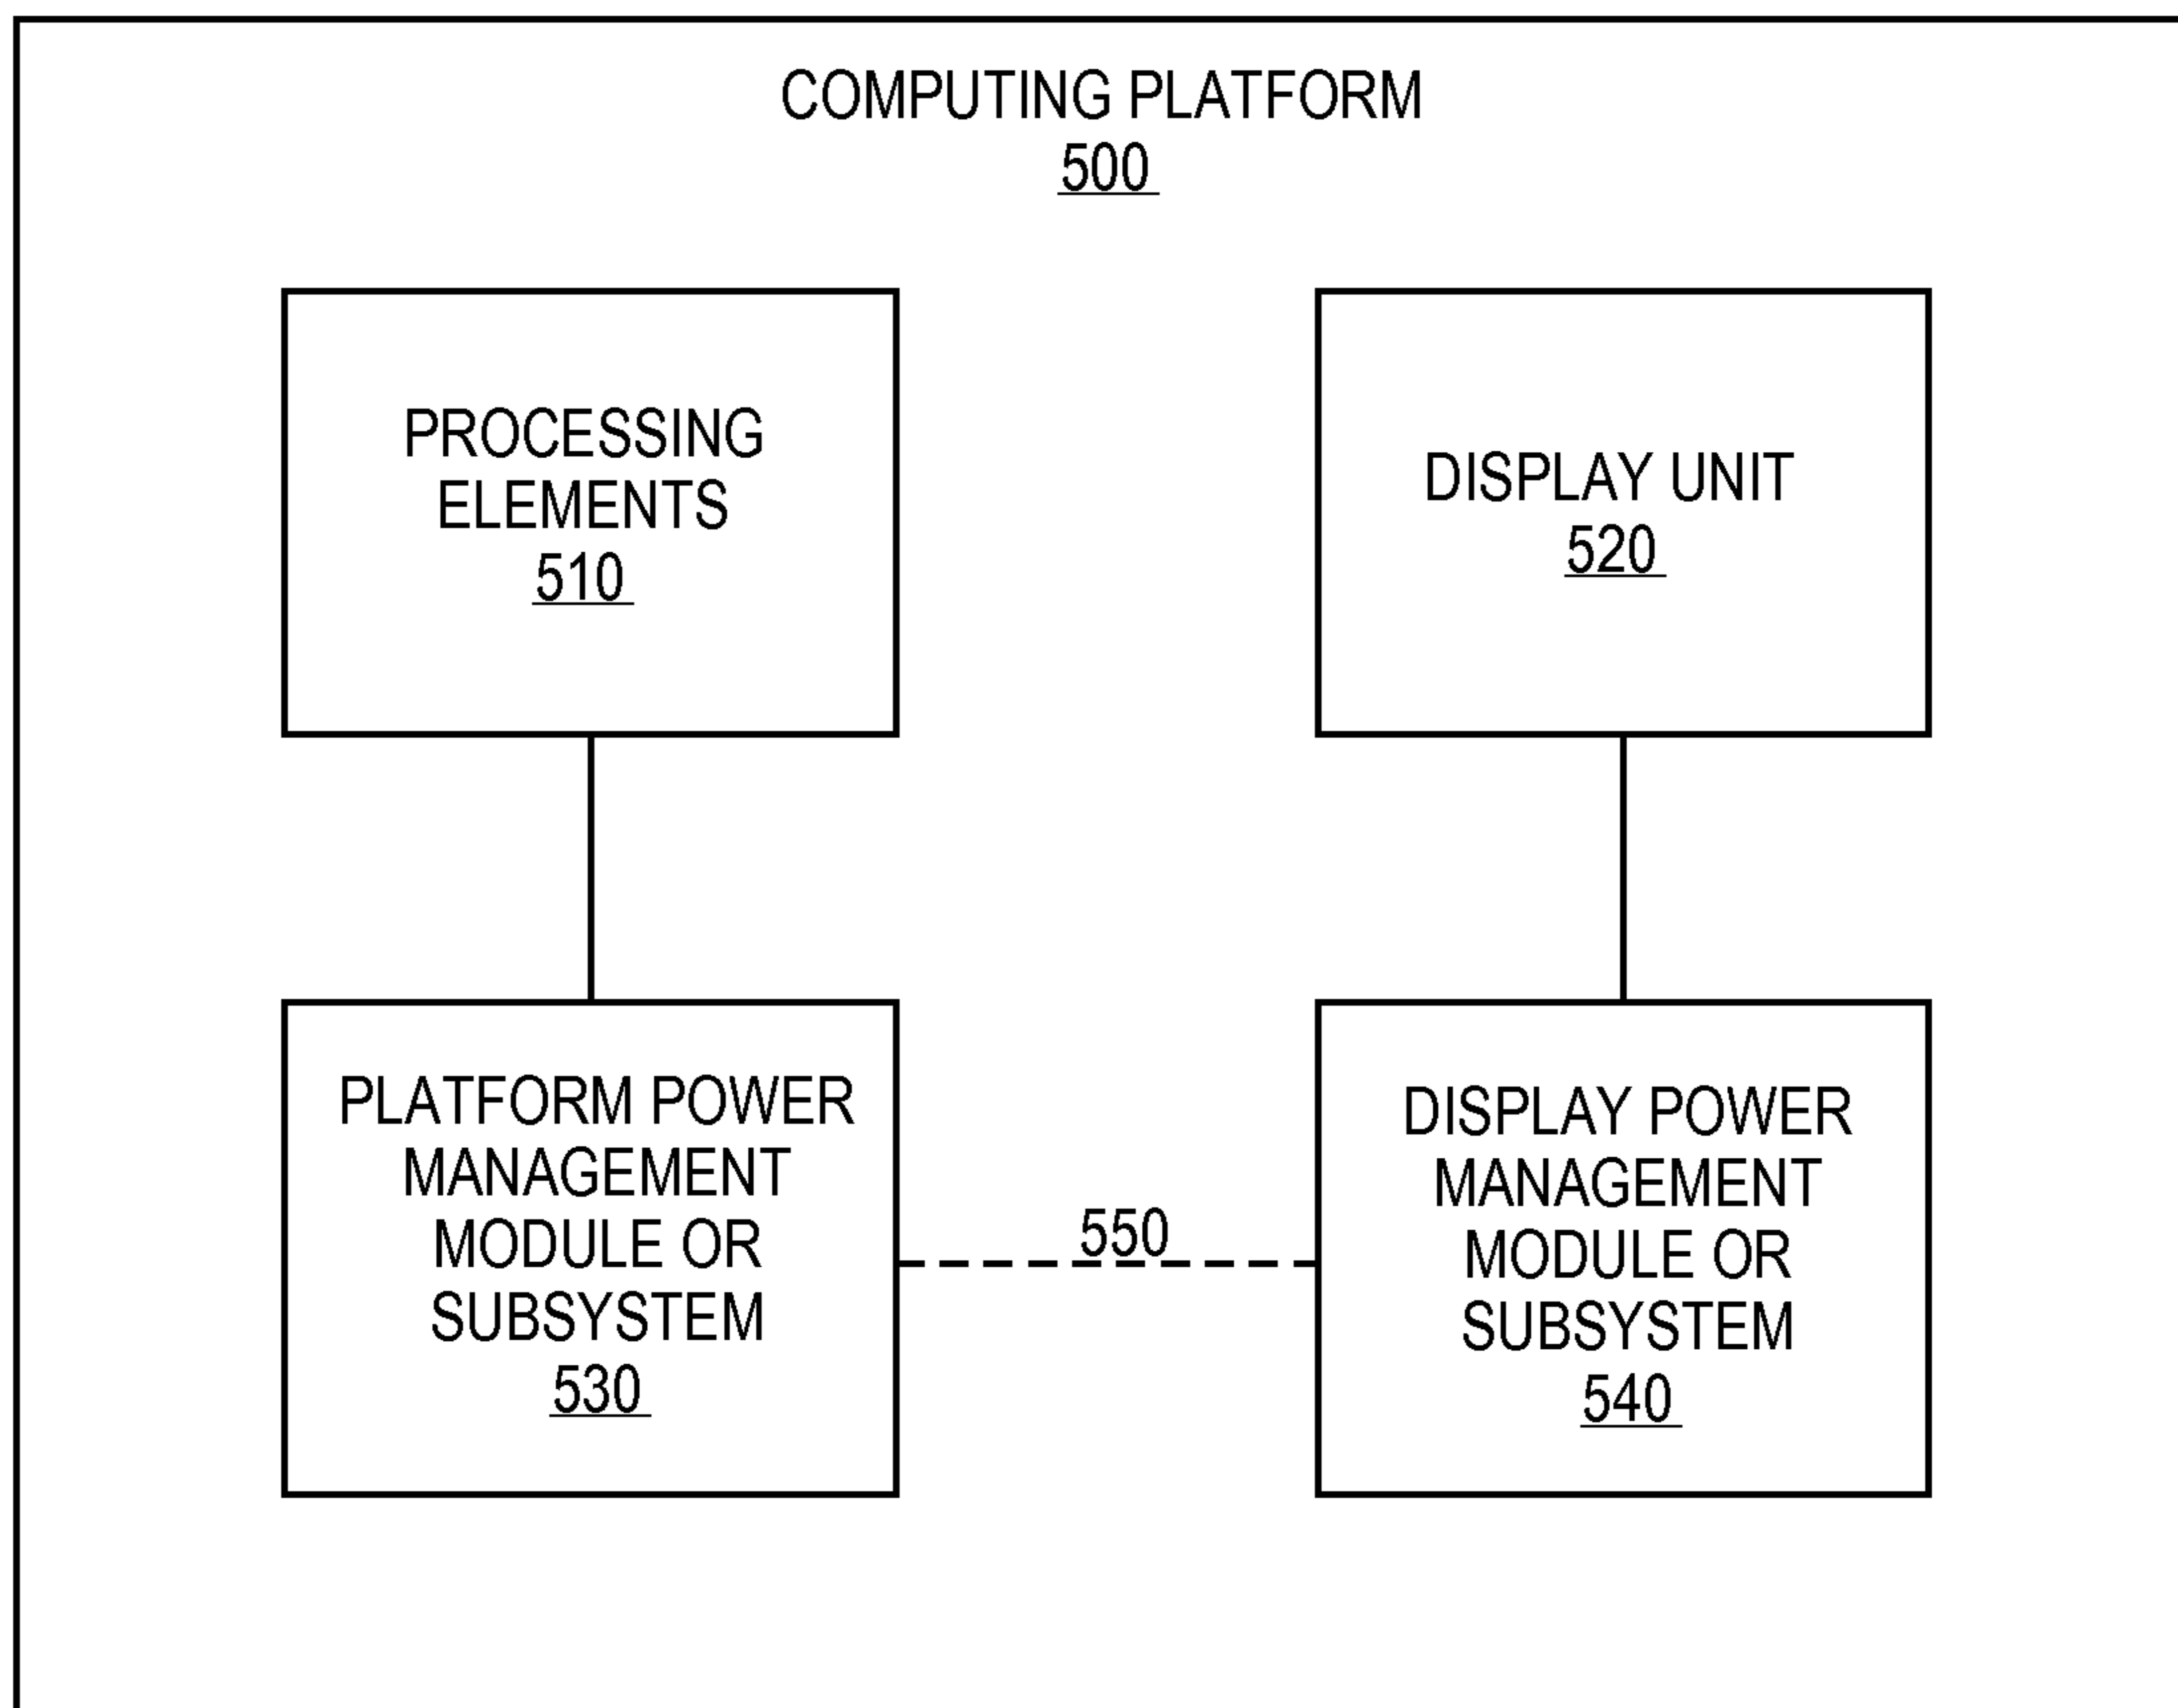 COMPUTING PLATFORM
500
PROCESSING
ELEMENTS
510
DISPLAY UNIT
520
PLATFORM POWER
MANAGEMENT
MODULE OR
SUBSYSTEM
530
550
DISPLAY POWER
MANAGEMENT
MODULE OR
SUBSYSTEM
540